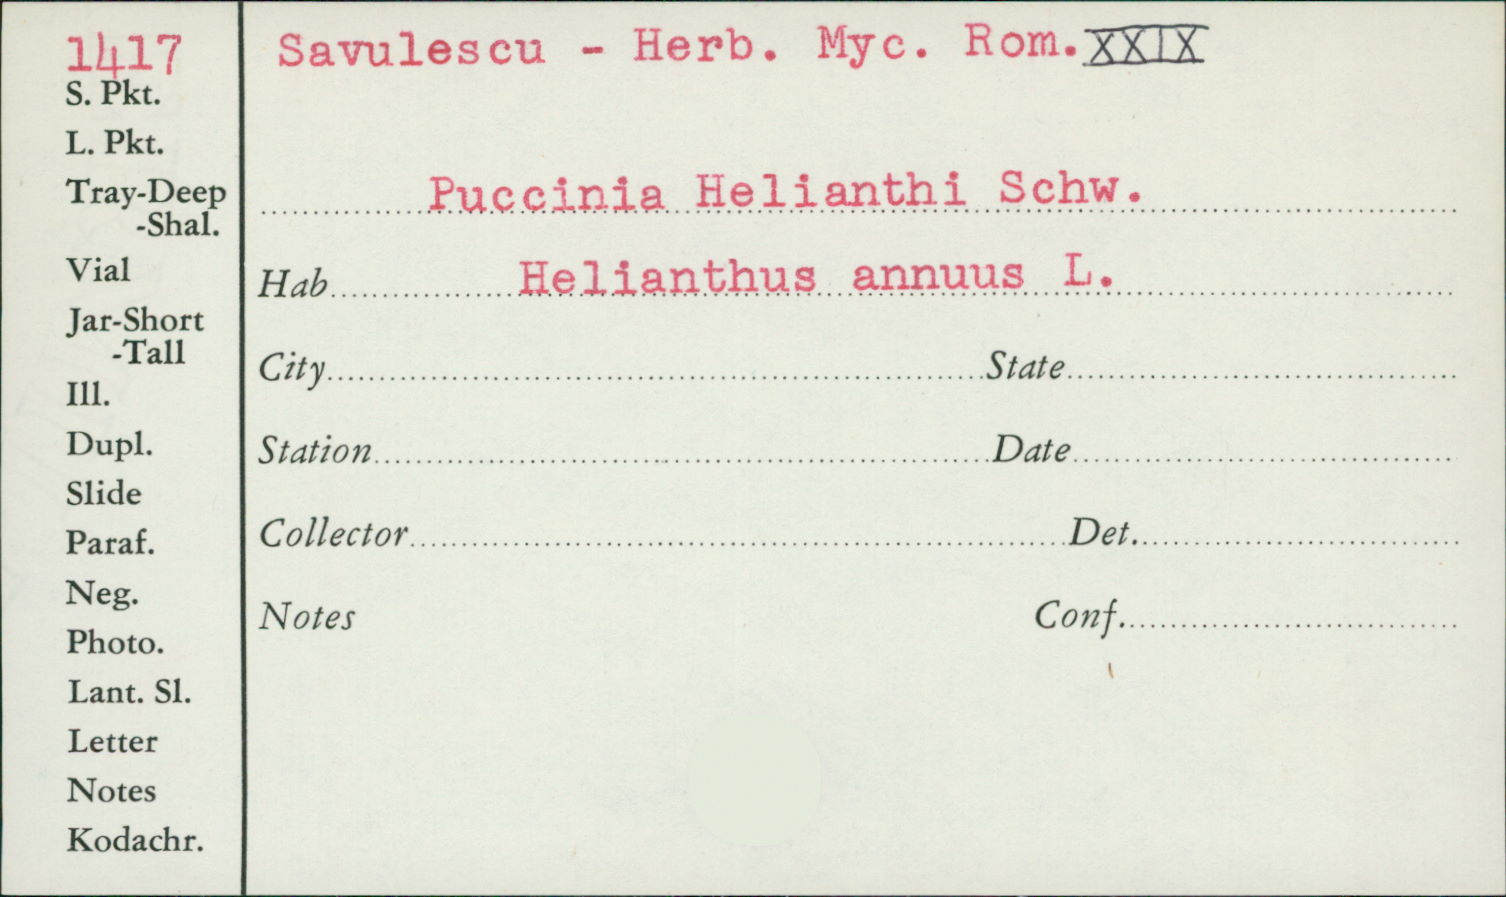 1417
S. Pkt.
L. Pkt.
Tray-Deep
-Shal.
Vial
Jar-Short
-Tall
Ill.
Dupl.
Slide
Paraf.
Neg.
Photo.
Lant. Sl.
Letter
Notes
Kodachr.
Savulescu - Herb. Myc. Rom. XXIX
Puccinia Helianthi Schw.
Hab Helianthus annuus L.
City State
Station Date
Collector Det.
Notes Conf.